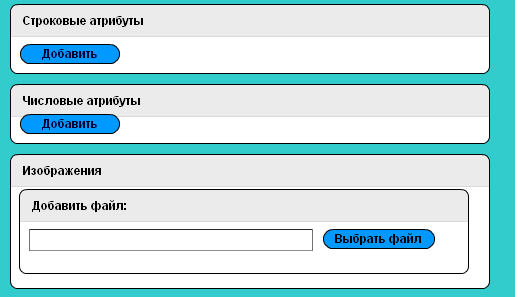 Строковые атрибуты
Добавить
Числовые атрибуты
Добавить
Изображения
Добавить файл:
Выбрать файл